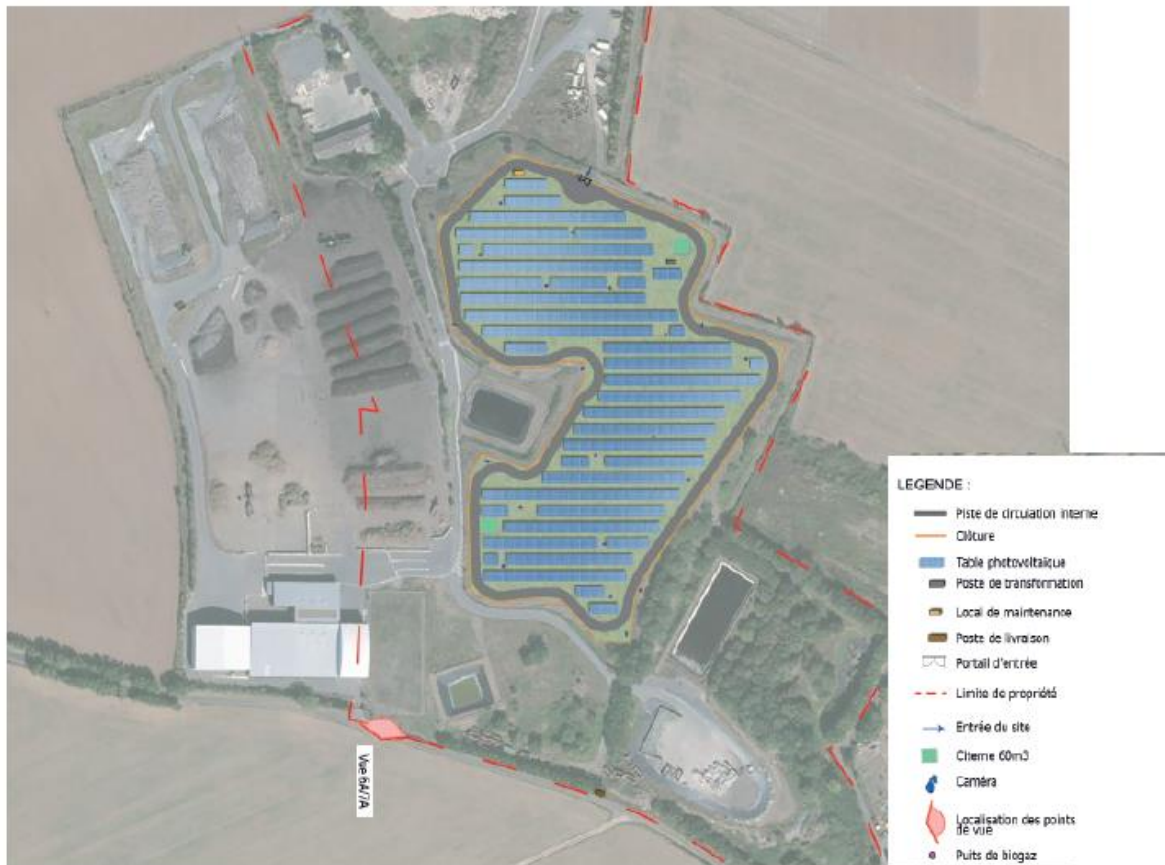 Vue 6A/7A
LEGENDE :
Piste de circulation interne
Clôture
Table photovoltaïque
Poste de transformation
Local de maintenance
Poste de livraison
Portail d'entrée
Limite de propriété
Entrée du site
Citerne 60m3
Caméra
Localisation des points
de vue
Puits de biogaz